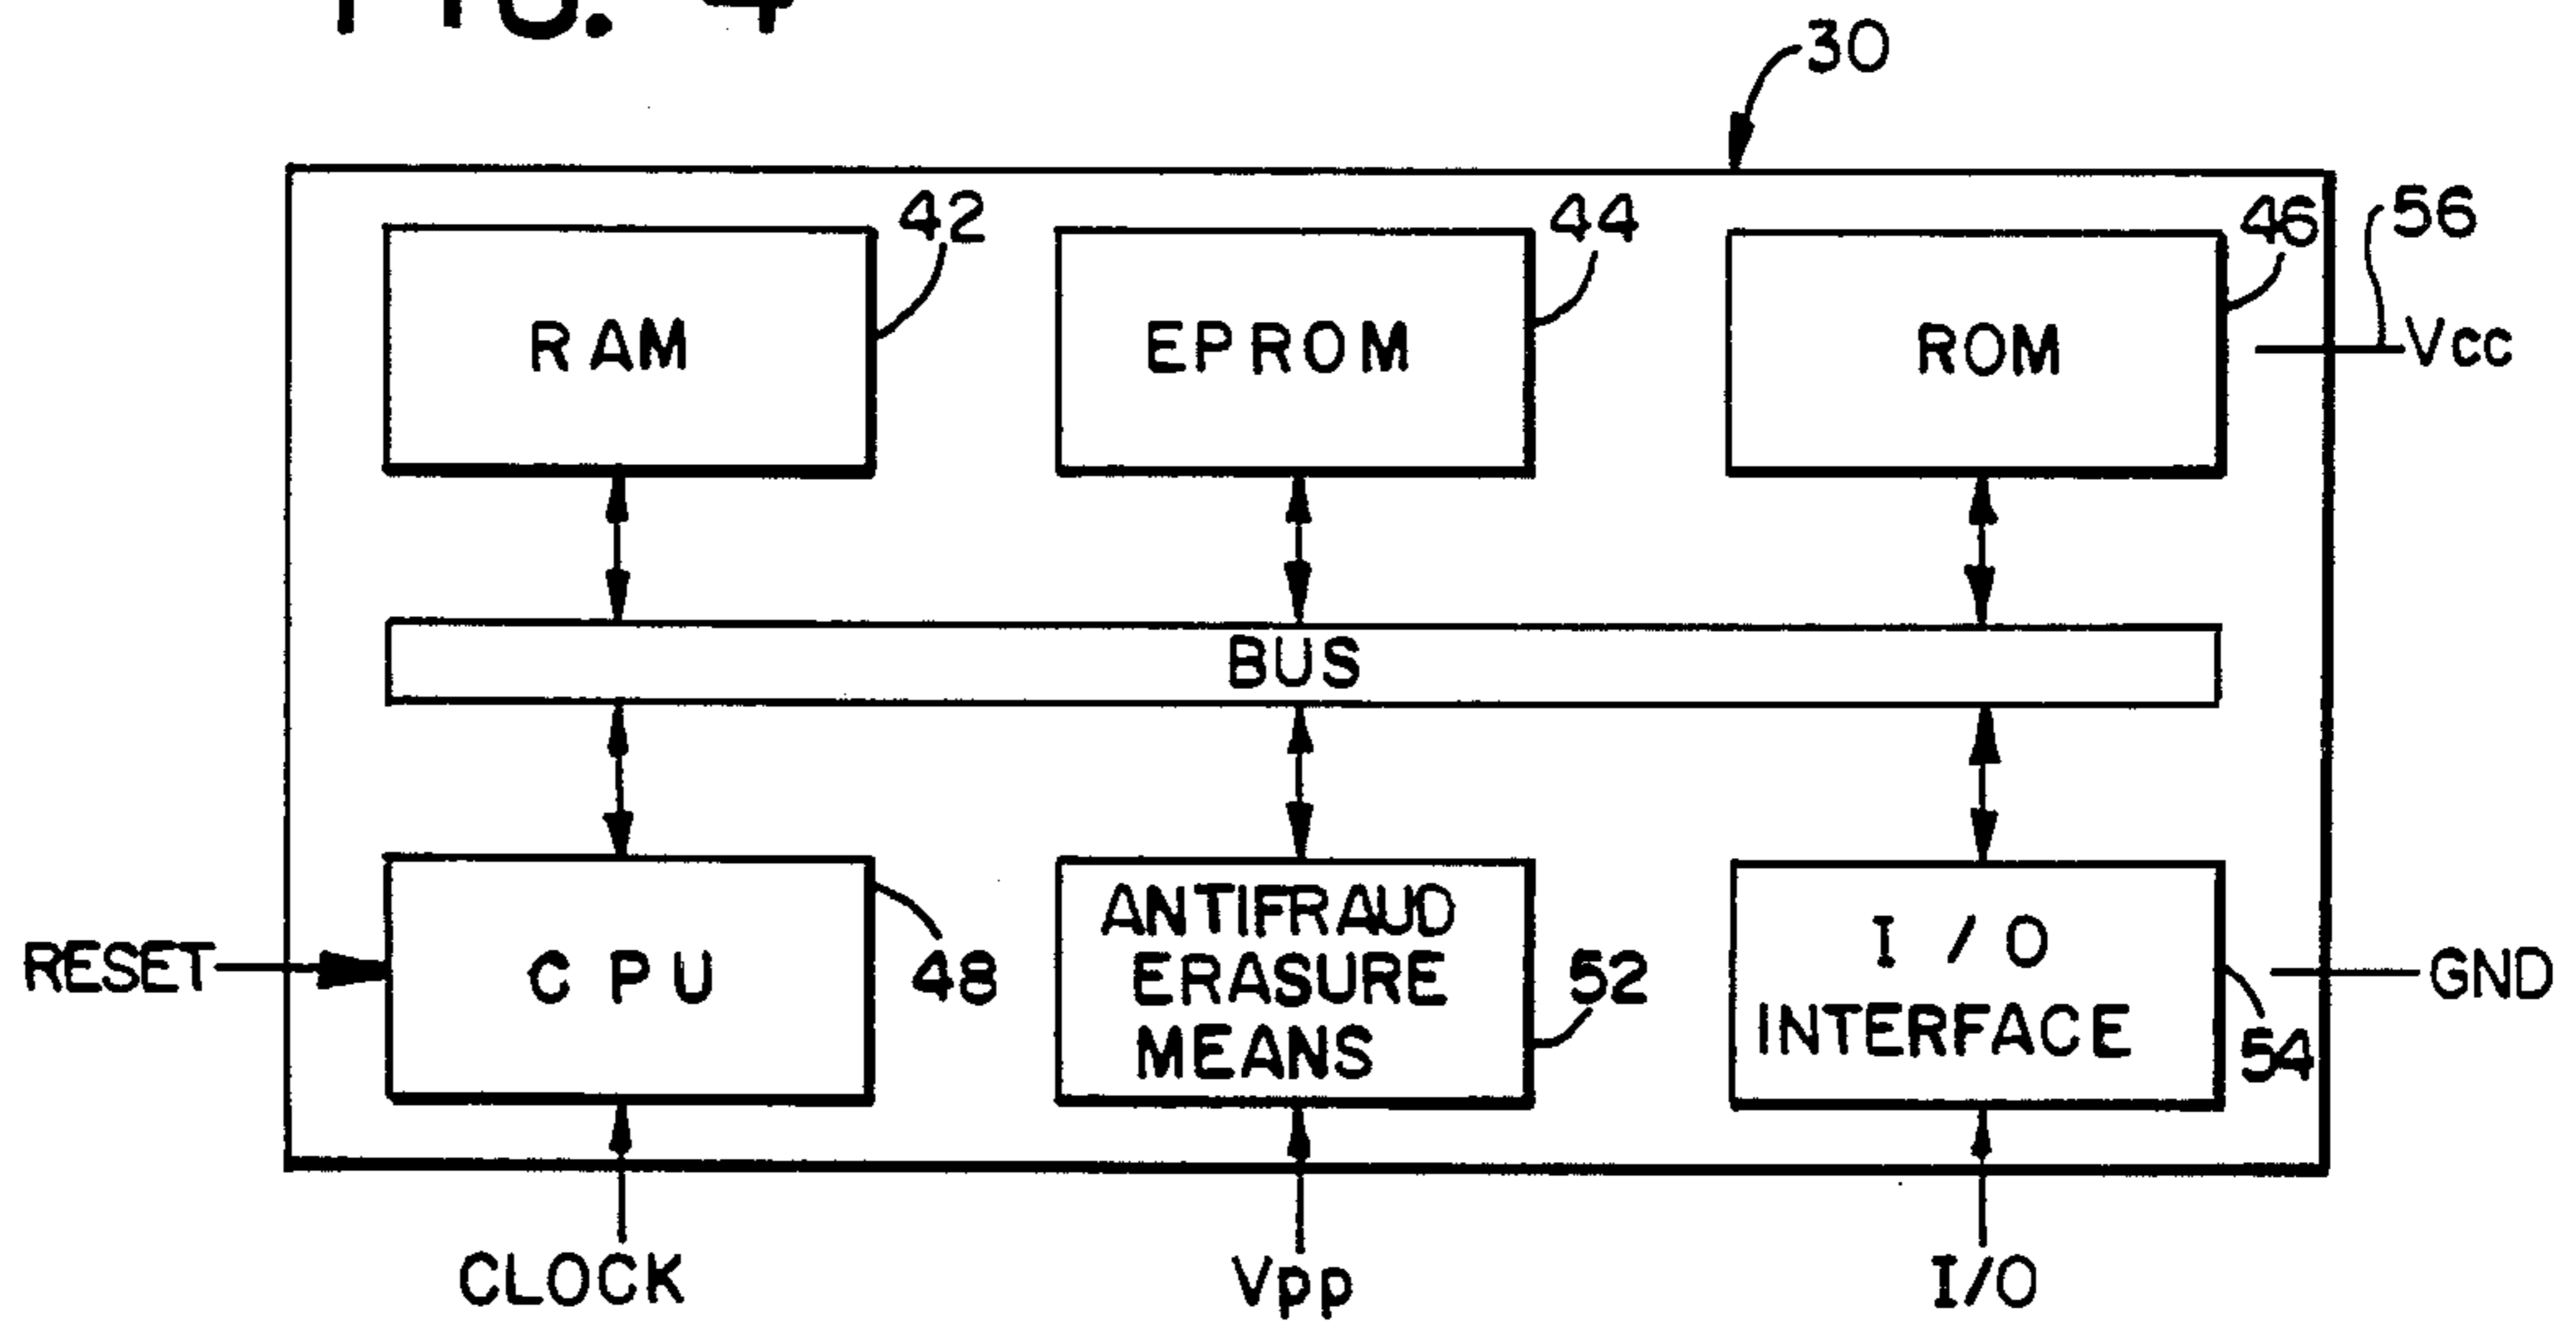 FIG. 4
30
42
44
46
56
RAM
EPROM
ROM
Vcc
BUS
RESET
CPU
48
ANTIFRAUD
ERASURE
MEANS
52
I/O
INTERFACE
54
GND
CLOCK
Vpp
I/O